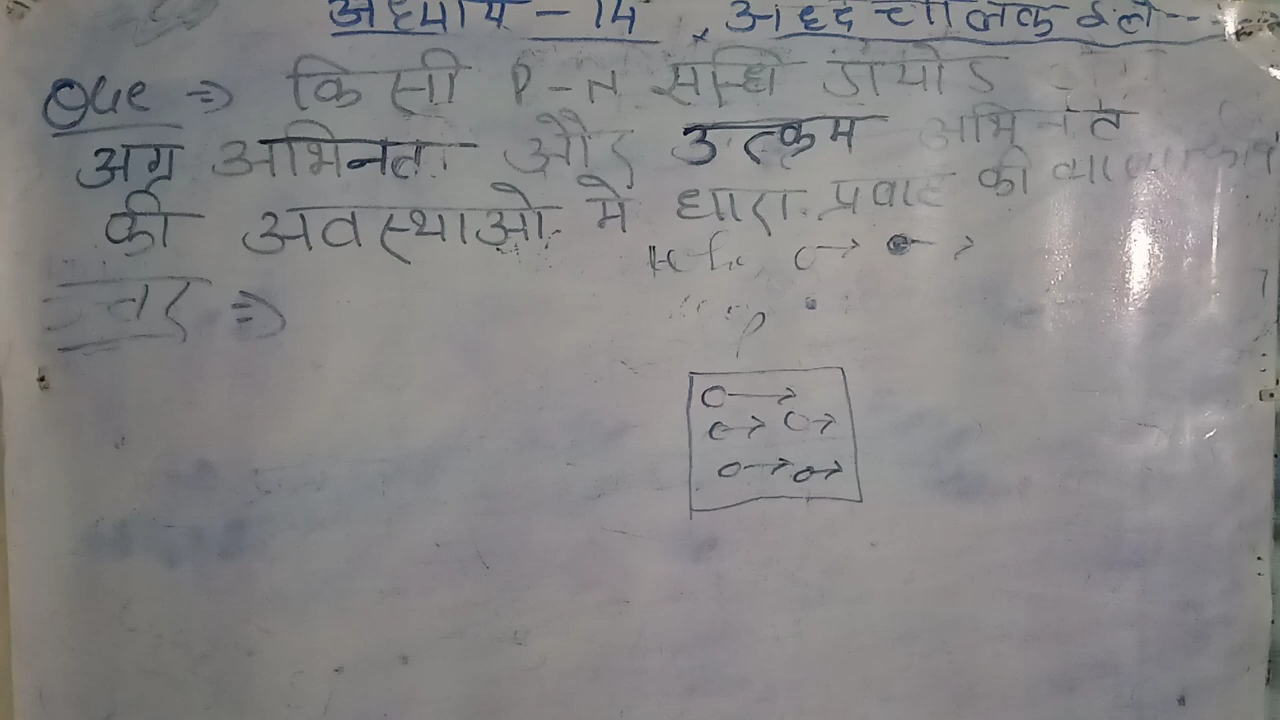 अध्याय - 14 अर्द्ध चालक
Que ⇒ किसी P-N सन्धि डायोड
अग्र अभिनता और उत्क्रम अभिनत
की अवस्थाओ मे धारा प्रवाह की
उत्तर ⇒
P